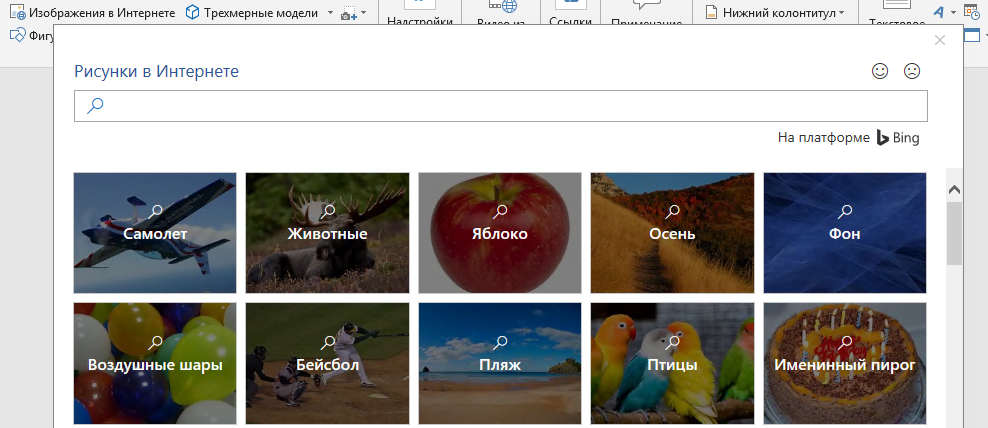 Изображения в Интернете
Трехмерные модели
Надстройки
Видео из
Ссылки
Примечание
Нижний колонтитул
Текстовое
A
Рисунки в Интернете
На платформе Bing
Самолет
Животные
Яблоко
Осень
Фон
Воздушные шары
Бейсбол
Пляж
Птицы
Именинный пирог